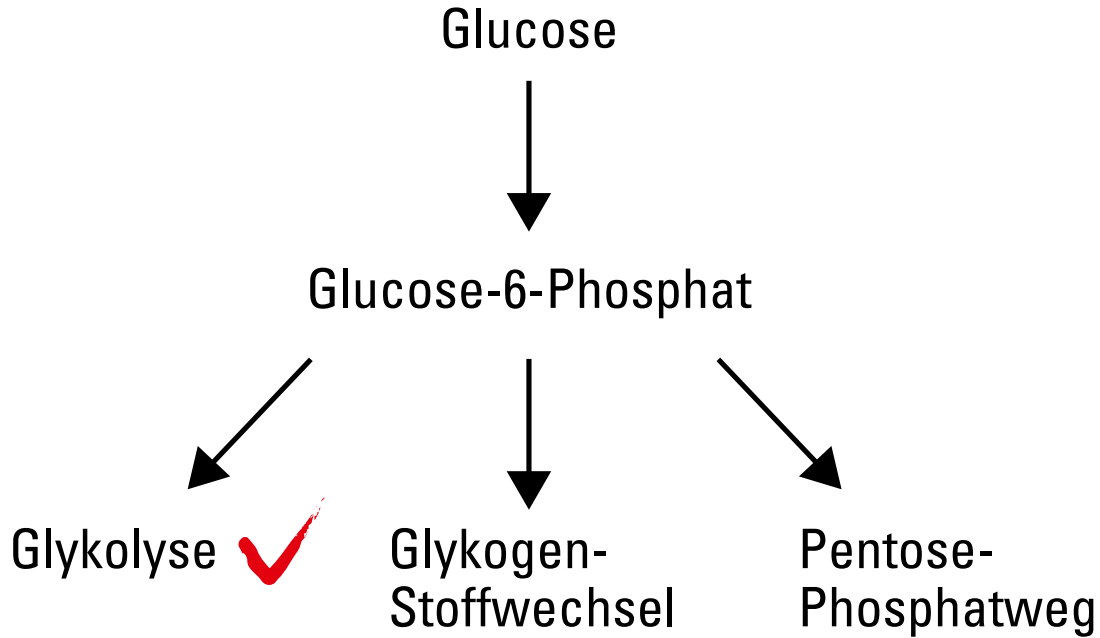 Glucose
Glucose-6-Phosphat
Glykolyse
Glykogen-
Stoffwechsel
Pentose-
Phosphatweg